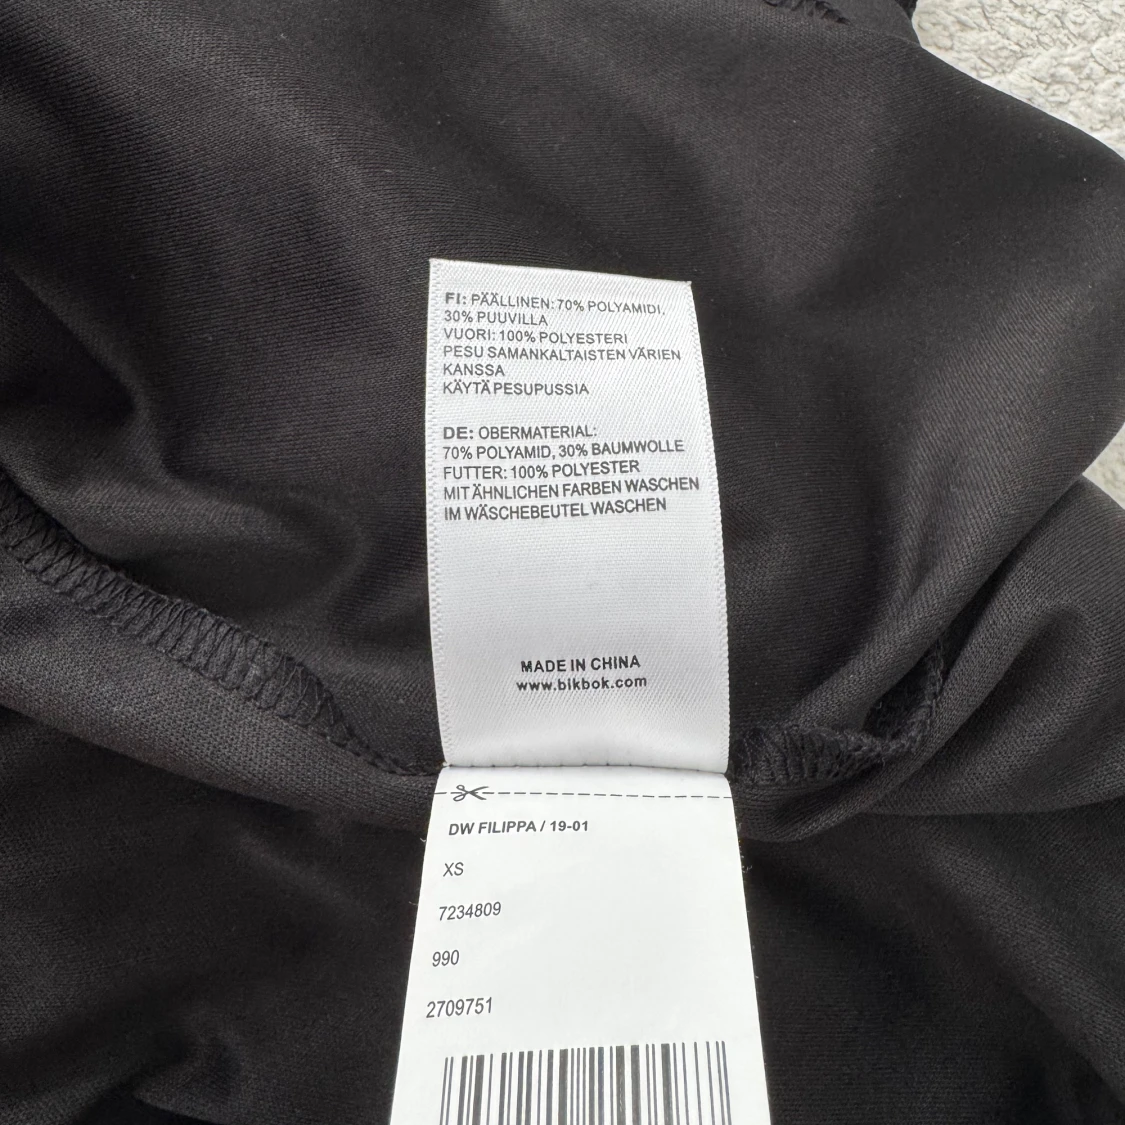 FI: PÄÄLLINEN: 70% POLYAMIDI,
30% PUUVILLA
VUORI: 100% POLYESTERI
PESU SAMANKALTAISTEN VÄRIEN
KANSSA
KÄYTÄ PESUPUSSIA
DE: OBERMATERIAL:
70% POLYAMID, 30% BAUMWOLLE
FUTTER: 100% POLYESTER
MIT ÄHNLICHEN FARBEN WASCHEN
IM WÄSCHEBEUTEL WASCHEN
MADE IN CHINA
www.bikbok.com
DW FILIPPA / 19-01
XS
7234809
990
2709751